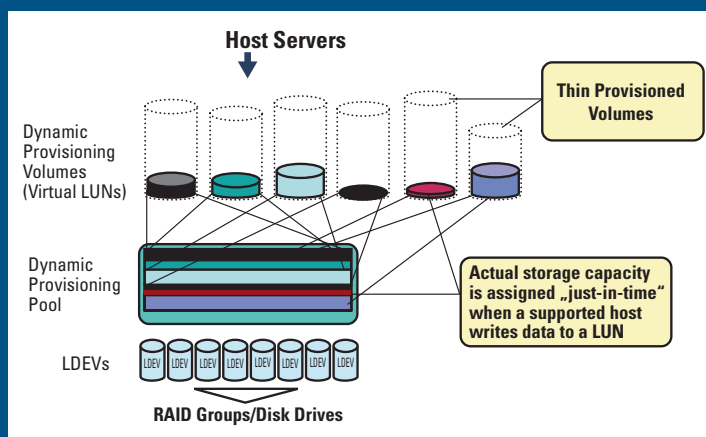 Host Servers
Thin Provisioned
Volumes
Dynamic
Provisioning
Volumes
(Virtual LUNs)
Dynamic
Provisioning
Pool
Actual storage capacity
is assigned „just-in-time“
when a supported host
writes data to a LUN
LDEVs
LDEV LDEV LDEV LDEV LDEV LDEV LDEV LDEV
RAID Groups/Disk Drives